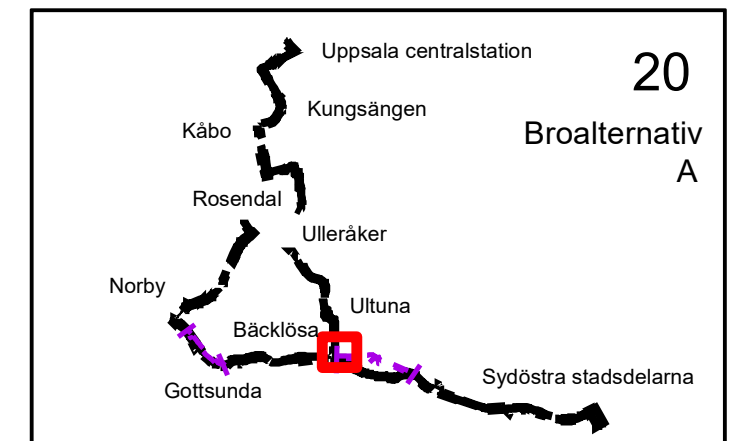 Uppsala centralstation
20
Kungsängen
Kåbo
Broalternativ
A
Rosendal
Ulleråker
Norby
Ultuna
Bäcklösa
Gottsunda
Sydöstra stadsdelarna